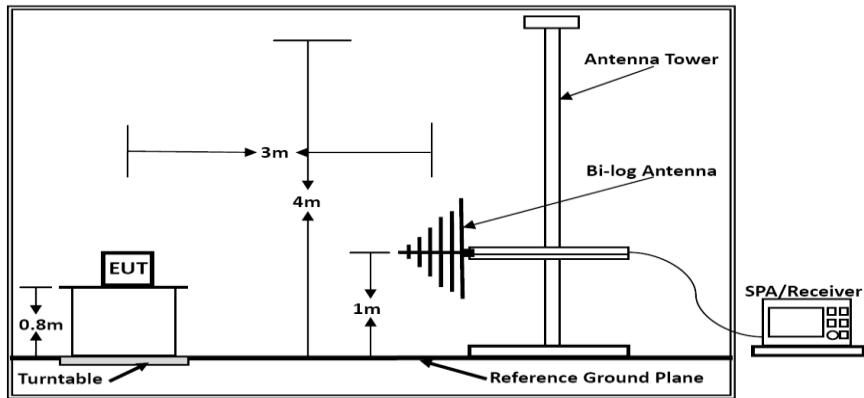 Antenna Tower
3m
Bi-log Antenna
4m
EUT
1m
0.8m
SPA/Receiver
Turntable
Reference Ground Plane